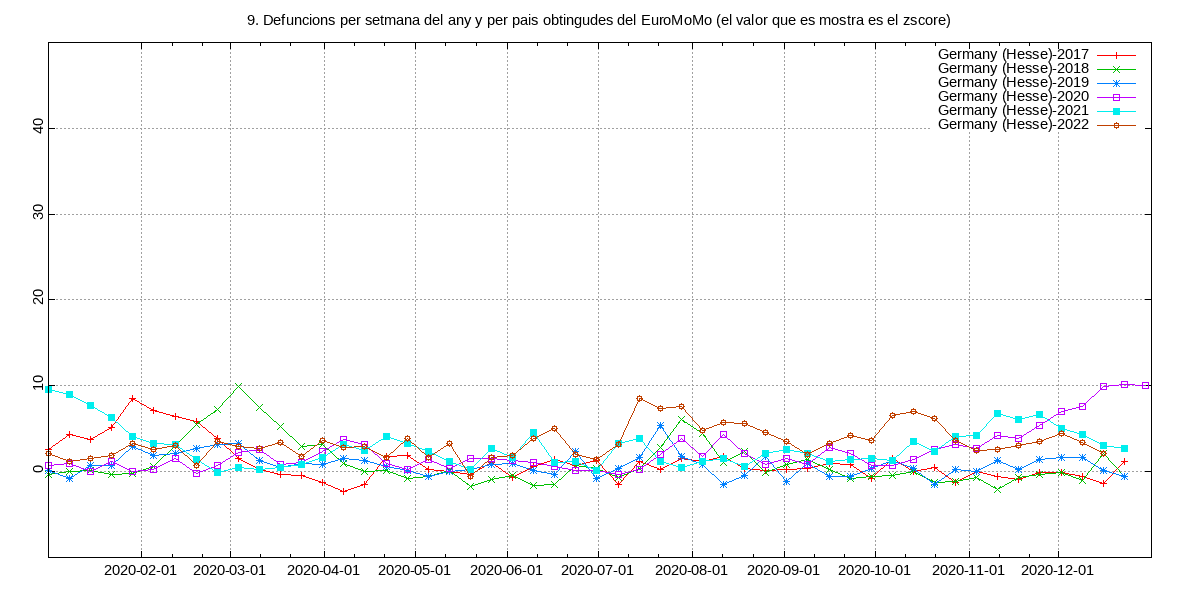 9. Defuncions per setmana del any y per pais obtingudes del EuroMoMo (el valor que es mostra es el zscore)
Germany (Hesse)-2017
Germany (Hesse)-2018
Germany (Hesse)-2019
Germany (Hesse)-2020
Germany (Hesse)-2021
Germany (Hesse)-2022
40
30
20
10
0
2020-02-01 2020-03-01 2020-04-01 2020-05-01 2020-06-01 2020-07-01 2020-08-01 2020-09-01 2020-10-01 2020-11-01 2020-12-01